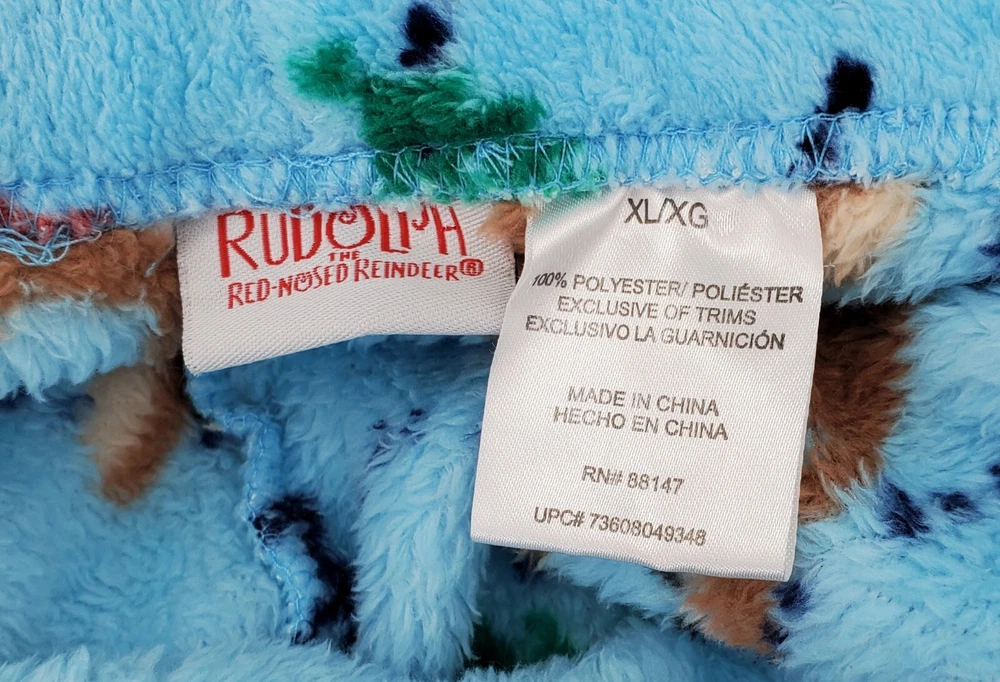 RUDOLPH
THE
RED-NOSED REINDEER®
XL/XG
100% POLYESTER/ POLIÉSTER
EXCLUSIVE OF TRIMS
EXCLUSIVO LA GUARNICIÓN
MADE IN CHINA
HECHO EN CHINA
RN# 88147
UPC# 73608049348